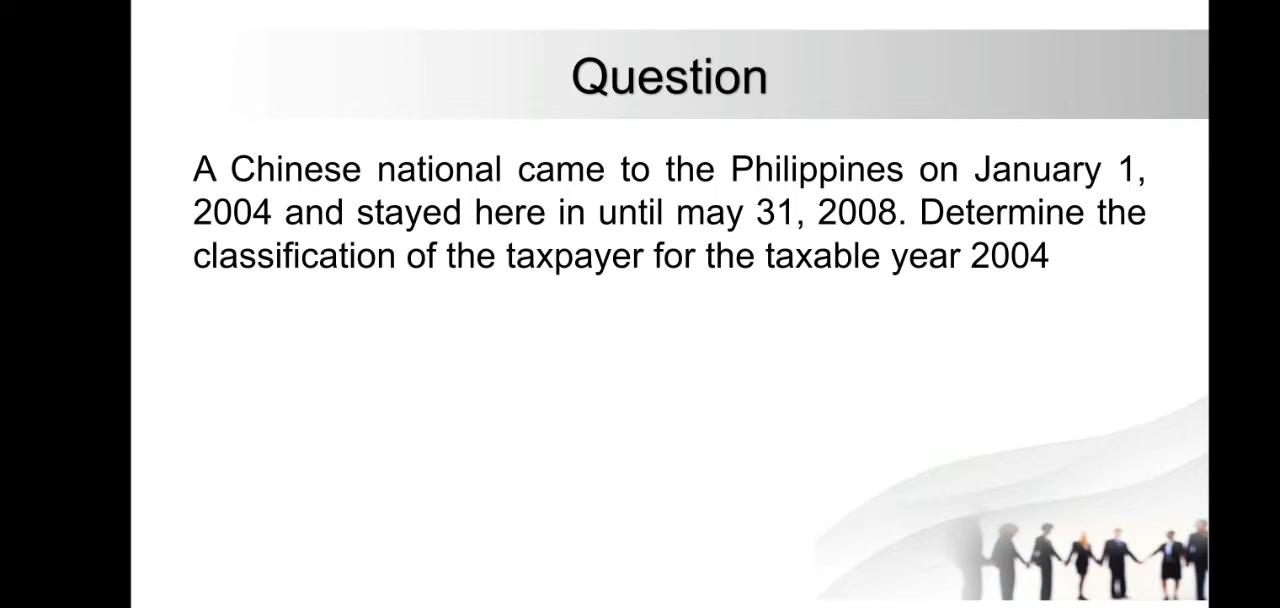 Question
A Chinese national came to the Philippines on January 1,
2004 and stayed here in until may 31, 2008. Determine the
classification of the taxpayer for the taxable year 2004